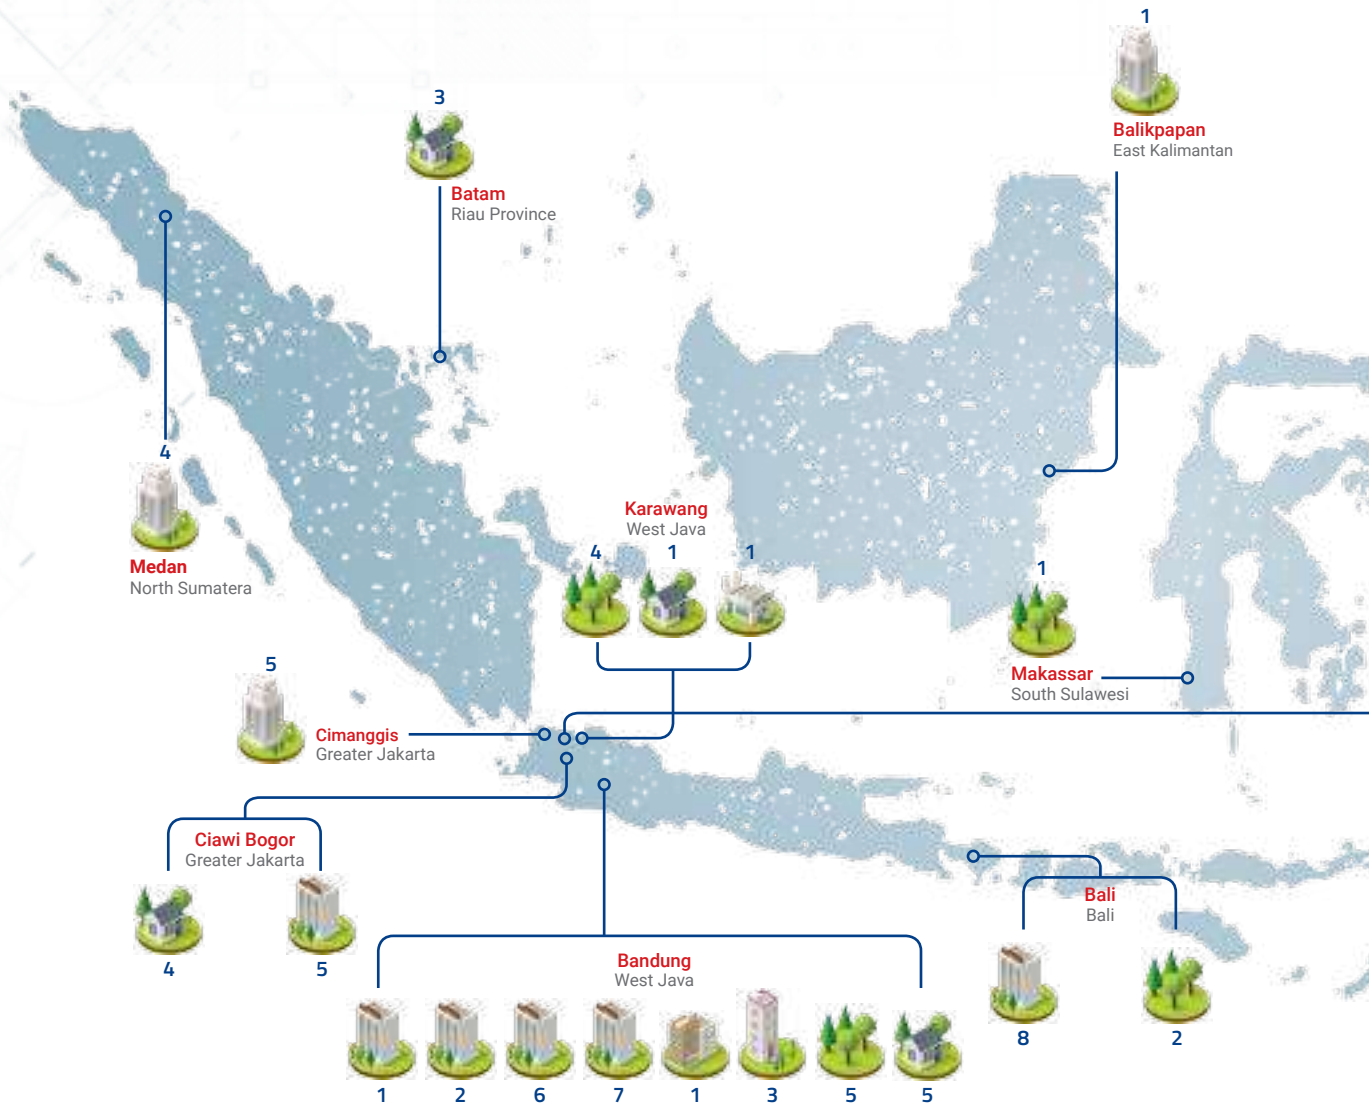 1
Balikpapan
East Kalimantan
3
Batam
Riau Province
4
Medan
North Sumatera
Karawang
West Java
4 1 1
1
Makassar
South Sulawesi
5
Cimanggis
Greater Jakarta
Ciawi Bogor
Greater Jakarta
4 5
Bandung
West Java
1 2 6 7 1 3 5 5
Bali
Bali
8 2